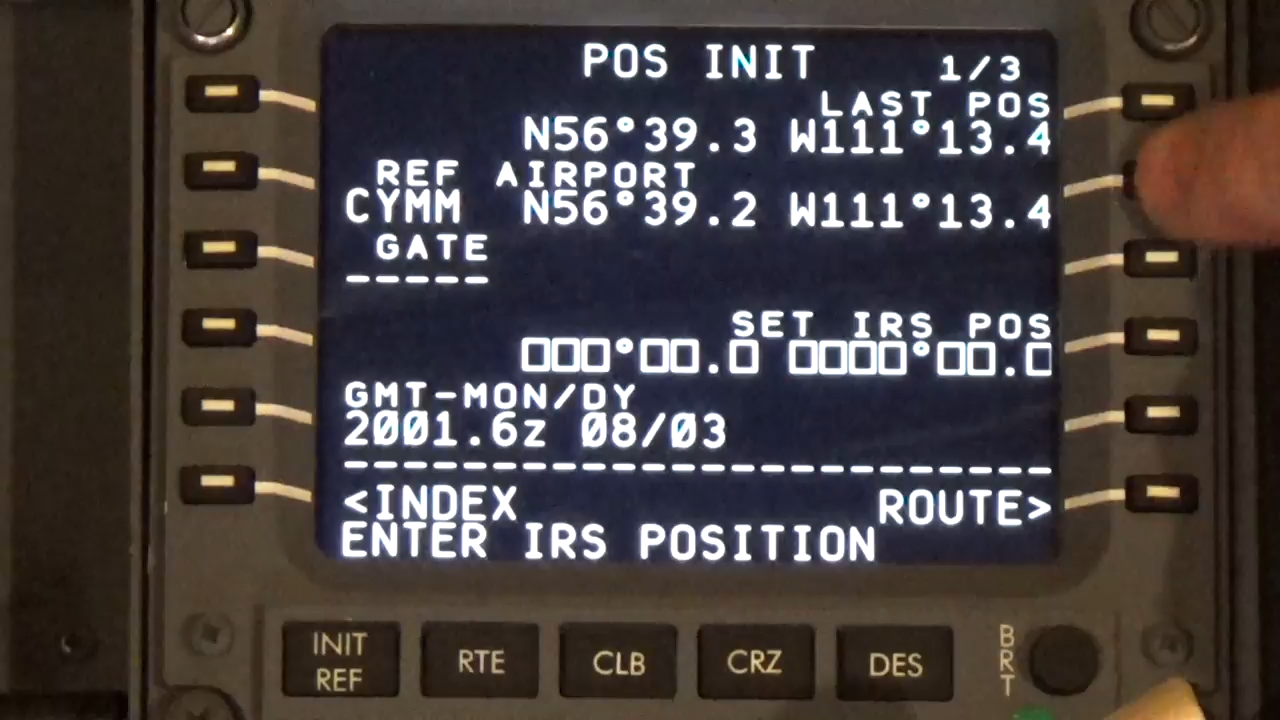 POS INIT 1/3
LAST POS
N56°39.3 W111°13.4
REF AIRPORT
CYMM N56°39.2 W111°13.4
GATE
-----
SET IRS POS
□□□°□□.□ □□□□°□□.□
GMT-MON/DY
2001.6z 08/03
------------------------
<INDEX ROUTE>
ENTER IRS POSITION
INIT REF
RTE
CLB
CRZ
DES
BRT